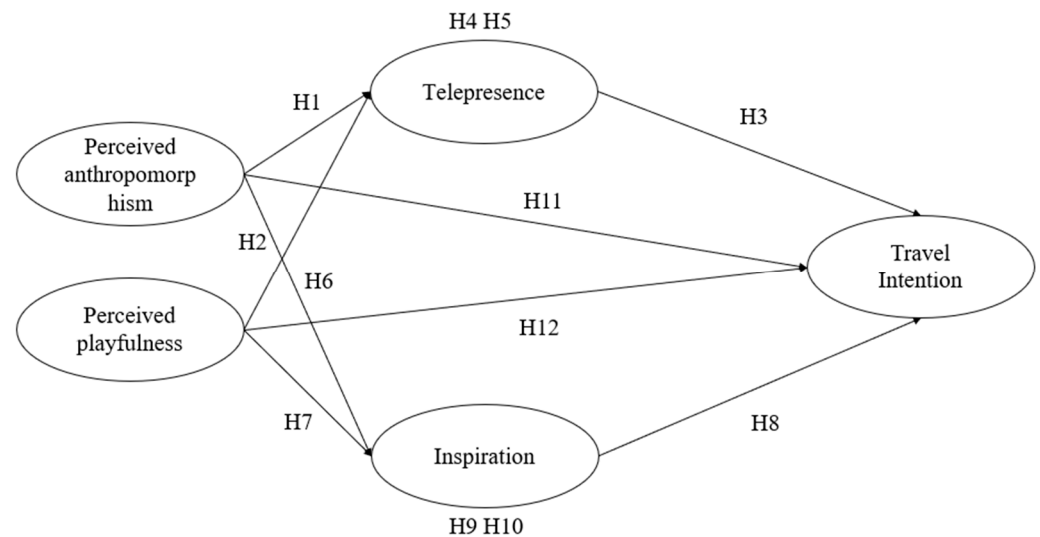 H4 H5
Telepresence
H1
H3
Perceived
anthropomorp
hism
H11
H2
Travel
Intention
H6
Perceived
playfulness
H12
H7
H8
Inspiration
H9 H10